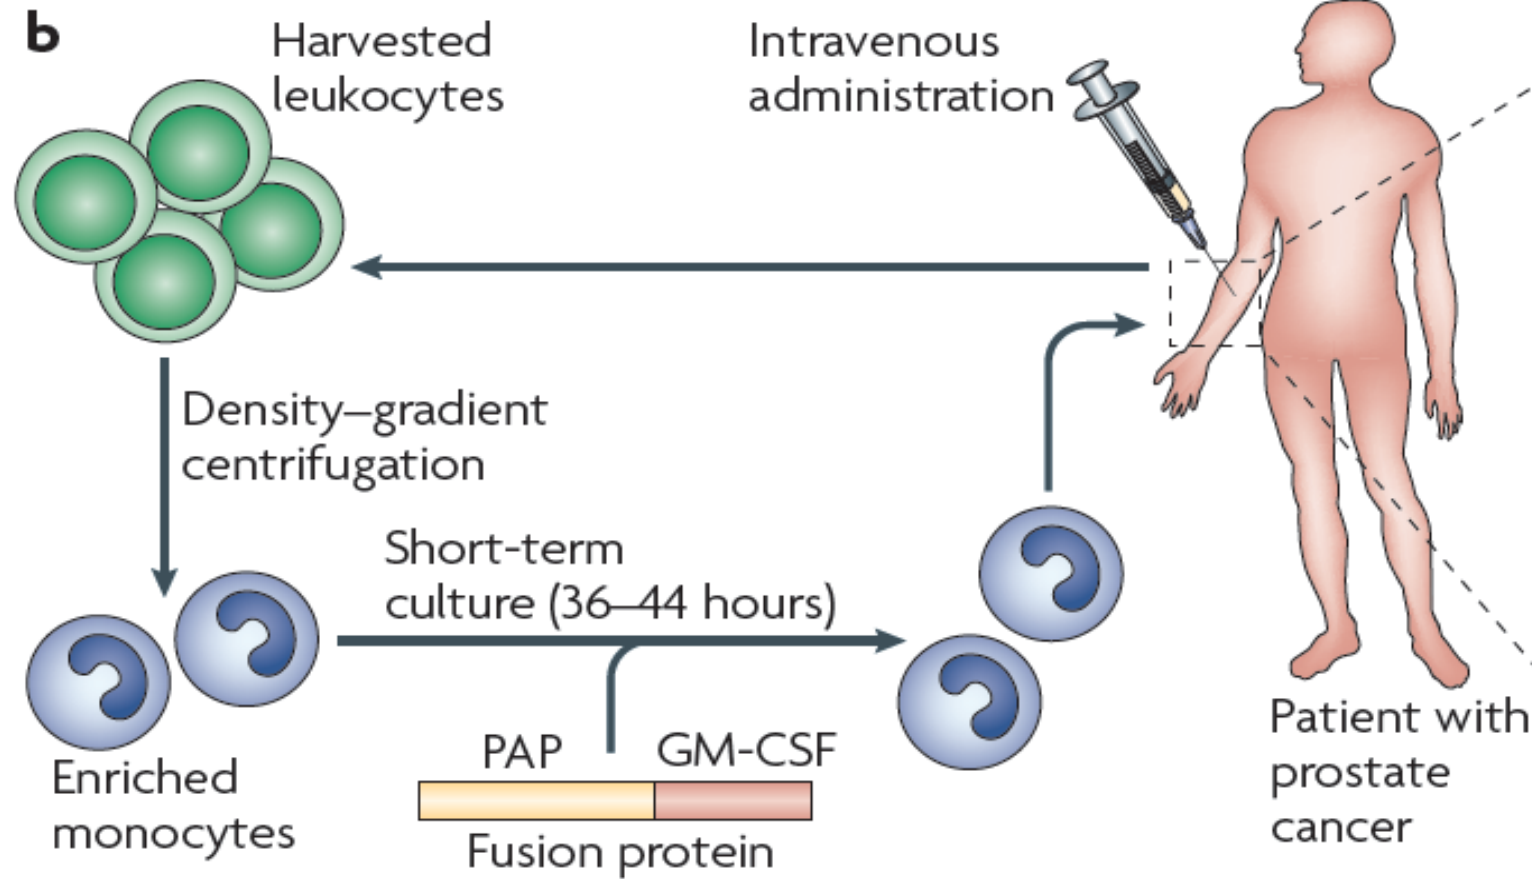 b
Harvested
leukocytes
Intravenous
administration
Density–gradient
centrifugation
Short-term
culture (36–44 hours)
PAP
GM-CSF
Fusion protein
Enriched
monocytes
Patient with
prostate
cancer